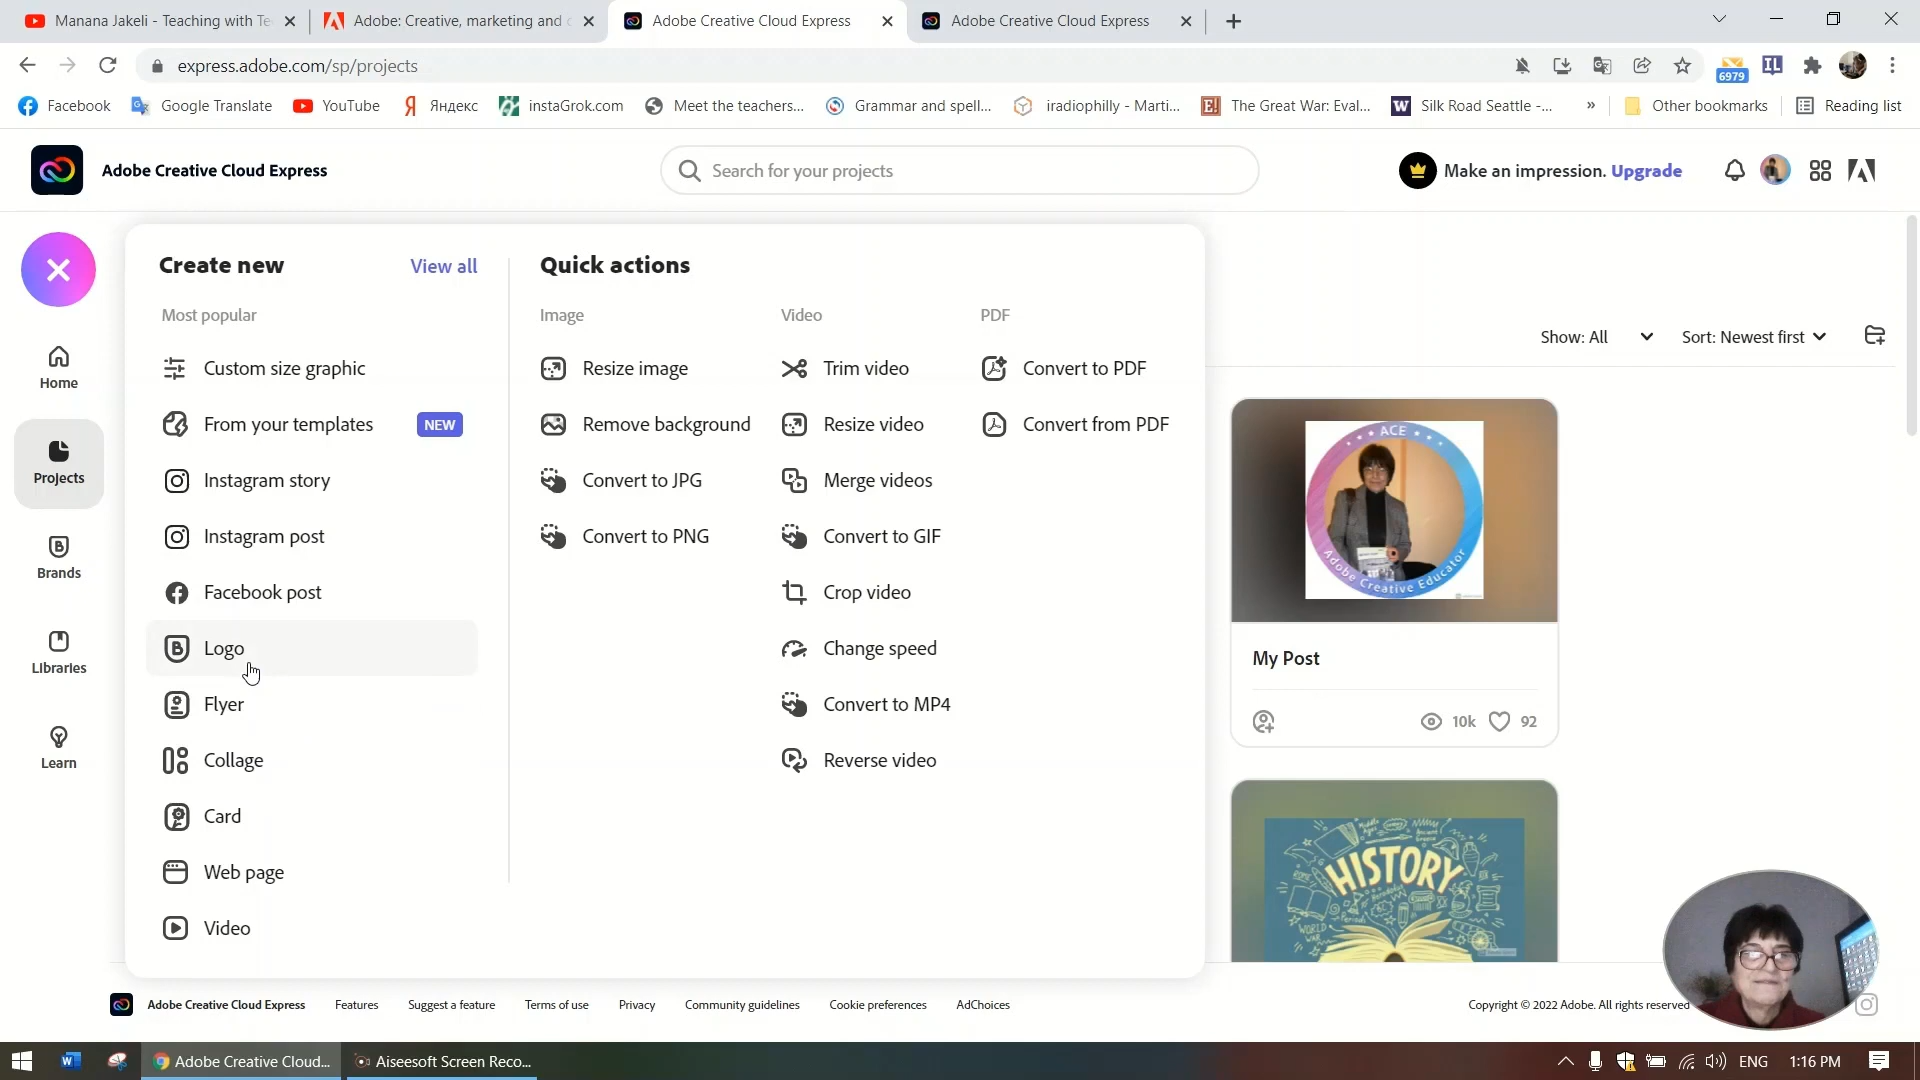 Manana Jakeli - Teaching with Te
Adobe: Creative, marketing and
Adobe Creative Cloud Express
Adobe Creative Cloud Express
express.adobe.com/sp/projects
6979
IL
Facebook
Google Translate
YouTube
Яндекс
instaGrok.com
Meet the teachers...
Grammar and spell...
iradiophilly - Marti...
The Great War: Eval...
Silk Road Seattle -...
»
Other bookmarks
Reading list
Adobe Creative Cloud Express
Search for your projects
Make an impression. Upgrade
Home
Projects
Brands
Libraries
Learn
Create new
View all
Most popular
Custom size graphic
From your templates NEW
Instagram story
Instagram post
Facebook post
Logo
Flyer
Collage
Card
Web page
Video
Quick actions
Image
Resize image
Remove background
Convert to JPG
Convert to PNG
Video
Trim video
Resize video
Merge videos
Convert to GIF
Crop video
Change speed
Convert to MP4
Reverse video
PDF
Convert to PDF
Convert from PDF
Show: All
Sort: Newest first
ACE
Adobe Creative Educator
My Post
10k
92
HISTORY
WORLD WAR
Adobe Creative Cloud Express
Features
Suggest a feature
Terms of use
Privacy
Community guidelines
Cookie preferences
AdChoices
Copyright © 2022 Adobe. All rights reserved
Adobe Creative Cloud...
Aiseesoft Screen Reco...
ENG
1:16 PM